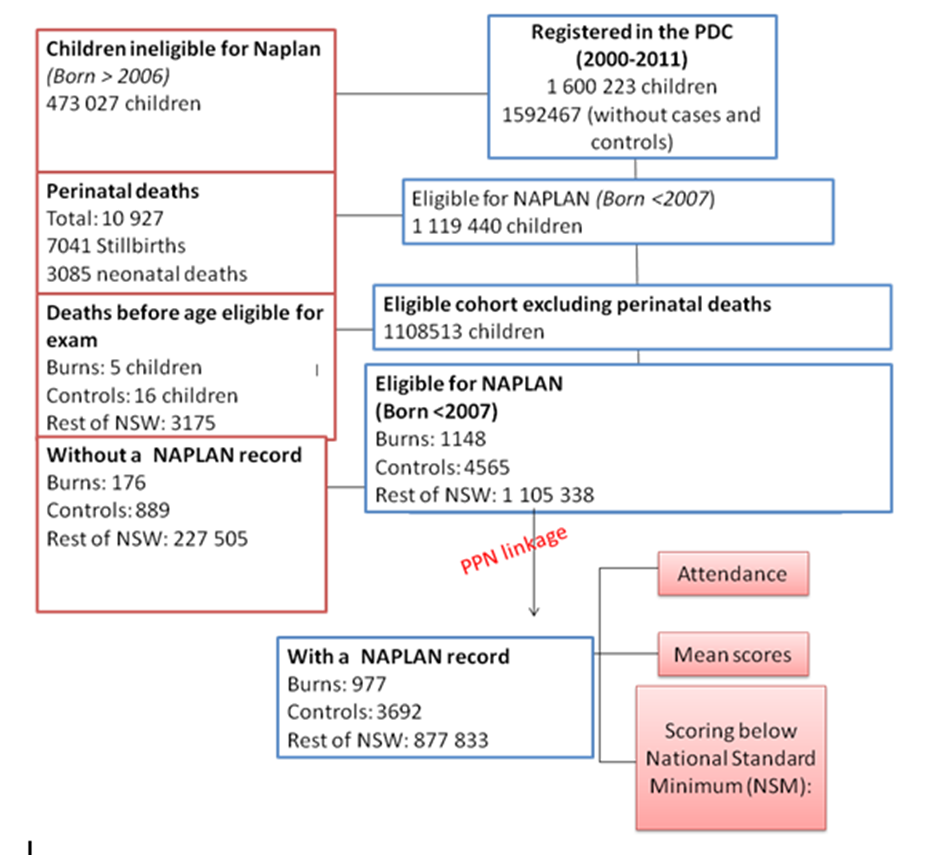 Registered in the PDC
(2000-2011)
1 600 223 children
1592467 (without cases and
controls)
Children ineligible for Naplan
(Born > 2006)
473 027 children
Eligible for NAPLAN (Born <2007)
1 119 440 children
Perinatal deaths
Total: 10 927
7041 Stillbirths
3085 neonatal deaths
Eligible cohort excluding perinatal deaths
1108513 children
Deaths before age eligible for
exam
Burns: 5 children
Controls: 16 children
Rest of NSW: 3175
Eligible for NAPLAN
(Born <2007)
Burns: 1148
Controls: 4565
Rest of NSW: 1 105 338
Without a NAPLAN record
Burns: 176
Controls: 889
Rest of NSW: 227 505
PPN linkage
With a NAPLAN record
Burns: 977
Controls: 3692
Rest of NSW: 877 833
Attendance
Mean scores
Scoring below
National Standard
Minimum (NSM):